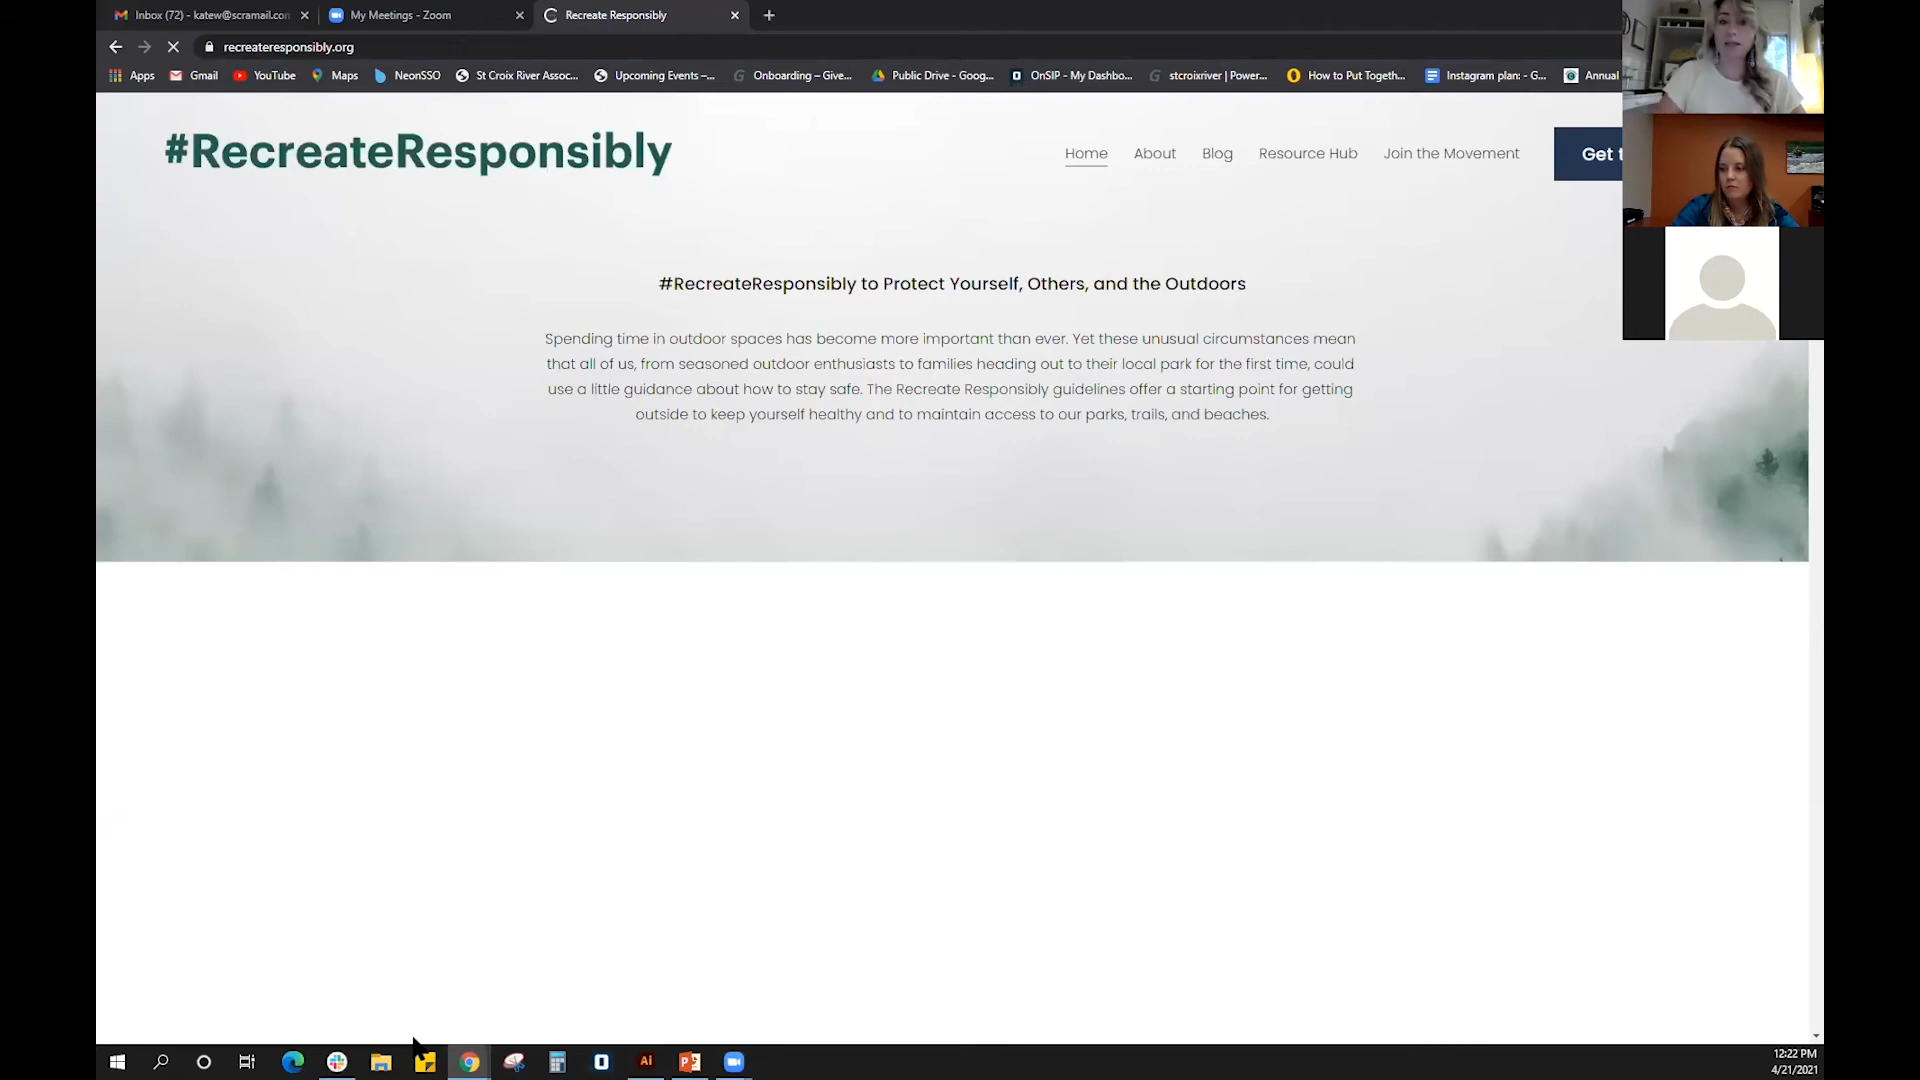 Inbox (72) - katew@scramail.con
My Meetings - Zoom
Recreate Responsibly
recreateresponsibly.org
Apps
Gmail
YouTube
Maps
NeonSSO
St Croix River Assoc...
Upcoming Events –...
Onboarding – Give...
Public Drive - Goog...
OnSIP - My Dashbo...
stcroixriver | Power...
How to Put Togeth...
Instagram plan: - G...
Annual
#RecreateResponsibly
Home
About
Blog
Resource Hub
Join the Movement
Get t
#RecreateResponsibly to Protect Yourself, Others, and the Outdoors
Spending time in outdoor spaces has become more important than ever. Yet these unusual circumstances mean
that all of us, from seasoned outdoor enthusiasts to families heading out to their local park for the first time, could
use a little guidance about how to stay safe. The Recreate Responsibly guidelines offer a starting point for getting
outside to keep yourself healthy and to maintain access to our parks, trails, and beaches.
Ai
12:22 PM
4/21/2021